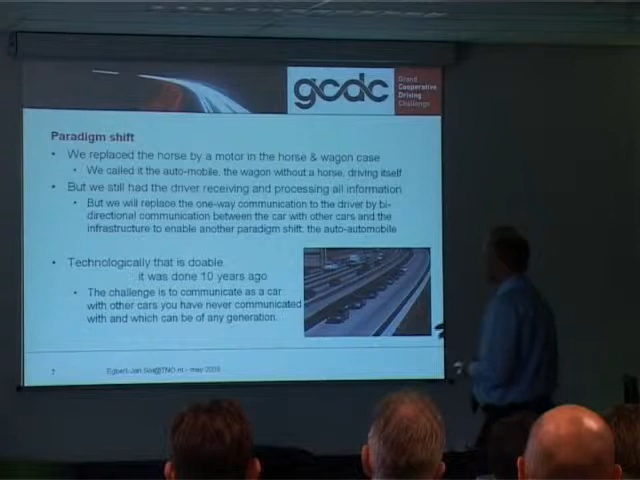 gcdc
Grand
Cooperative
Driving
Challenge
Paradigm shift
• We replaced the horse by a motor in the horse & wagon case
• We called it the auto-mobile, the wagon without a horse, driving itself
• But we still had the driver receiving and processing all information
• But we will replace the one-way communication to the driver by bi-
directional communication between the car with other cars and the
infrastructure to enable another paradigm shift: the auto-automobile
• Technologically that is doable
it was done 10 years ago
• The challenge is to communicate as a car
with other cars you have never communicated
with and which can be of any generation.
7
Egbert-Jan - may 2009